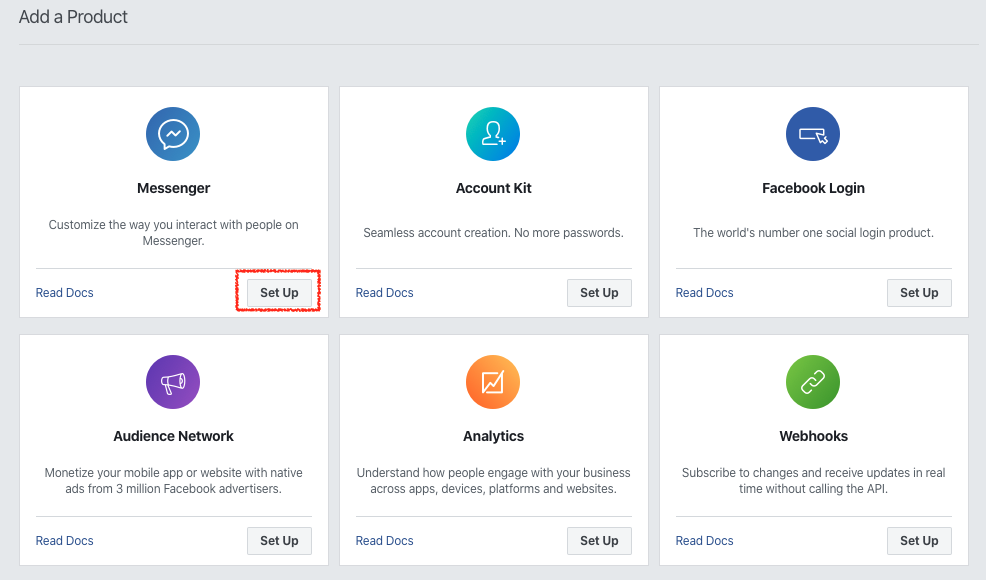 Add a Product
Messenger
Customize the way you interact with people on
Messenger.
Read Docs
Set Up
Account Kit
Seamless account creation. No more passwords.
Read Docs
Set Up
Facebook Login
The world's number one social login product.
Read Docs
Set Up
Audience Network
Monetize your mobile app or website with native
ads from 3 million Facebook advertisers.
Read Docs
Set Up
Analytics
Understand how people engage with your business
across apps, devices, platforms and websites.
Read Docs
Set Up
Webhooks
Subscribe to changes and receive updates in real
time without calling the API.
Read Docs
Set Up